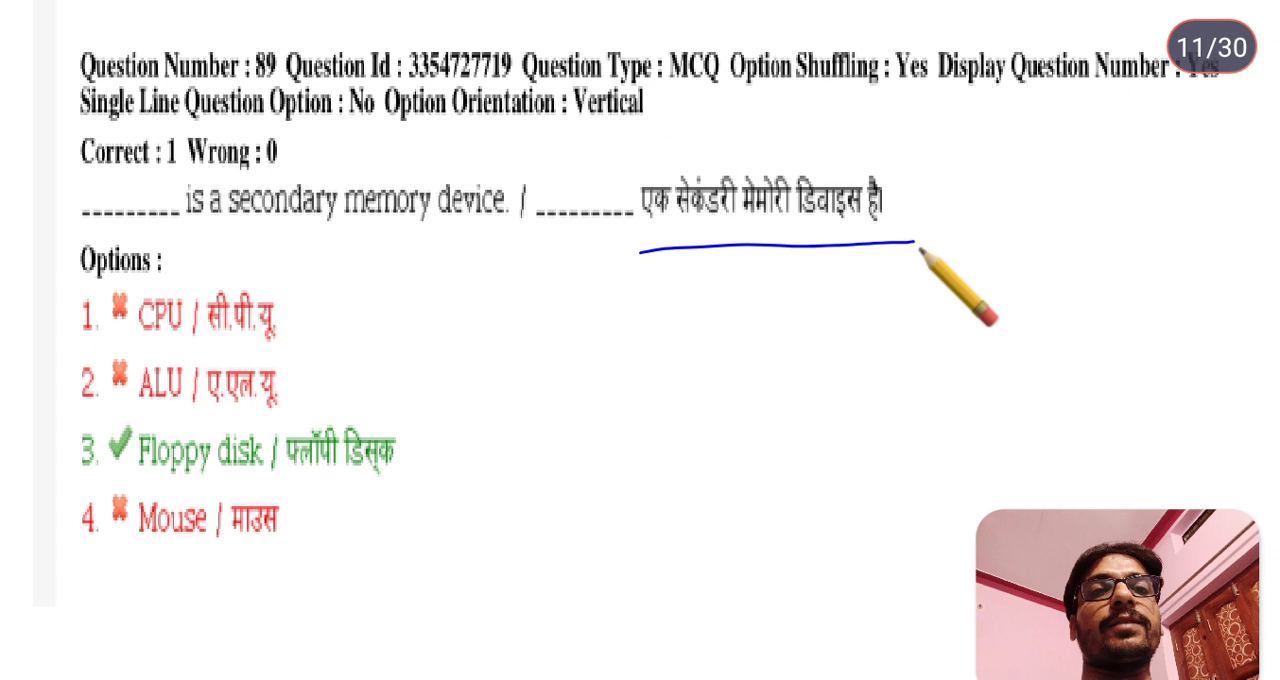 11/30
Question Number : 89 Question Id : 3354727719 Question Type : MCQ Option Shuffling : Yes Display Question Number : Yes
Single Line Question Option : No Option Orientation : Vertical
Correct : 1 Wrong : 0
_________ is a secondary memory device. / _________ एक सेकंडरी मेमोरी डिवाइस है।
Options :
1. CPU / सी.पी.यू.
2. ALU / ए.एल.यू.
3. Floppy disk / फ्लॉपी डिस्क
4. Mouse / माउस